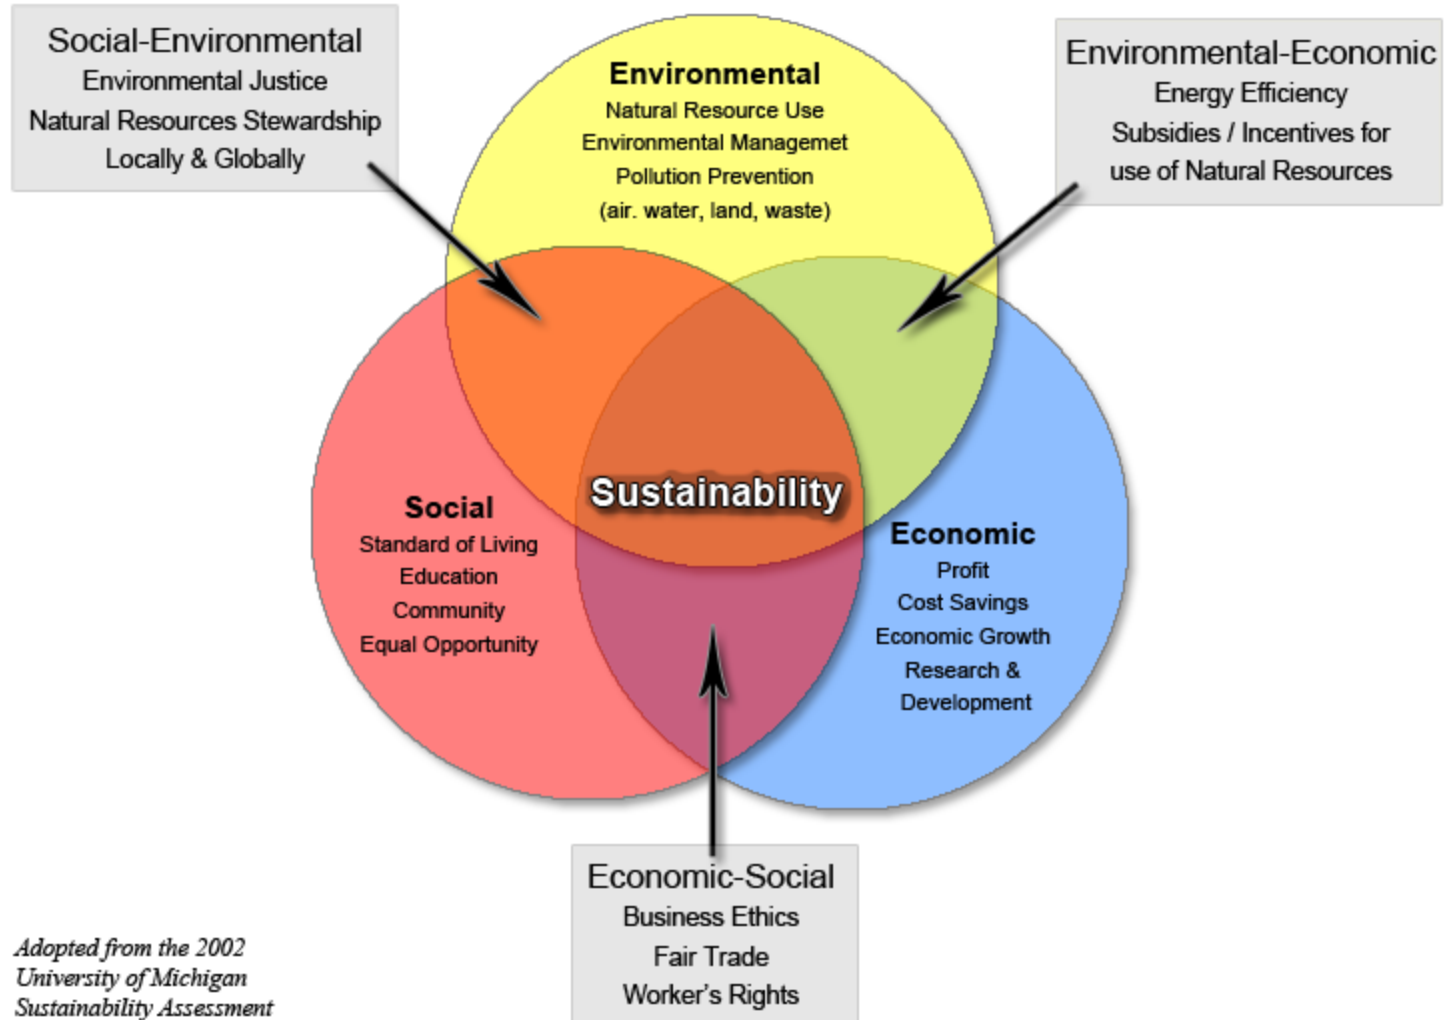 Social-Environmental
Environmental Justice
Natural Resources Stewardship
Locally & Globally
Environmental
Natural Resource Use
Environmental Managemet
Pollution Prevention
(air. water, land, waste)
Environmental-Economic
Energy Efficiency
Subsidies / Incentives for
use of Natural Resources
Sustainability
Social
Standard of Living
Education
Community
Equal Opportunity
Economic
Profit
Cost Savings
Economic Growth
Research &
Development
Economic-Social
Business Ethics
Fair Trade
Worker's Rights
Adopted from the 2002
University of Michigan
Sustainability Assessment